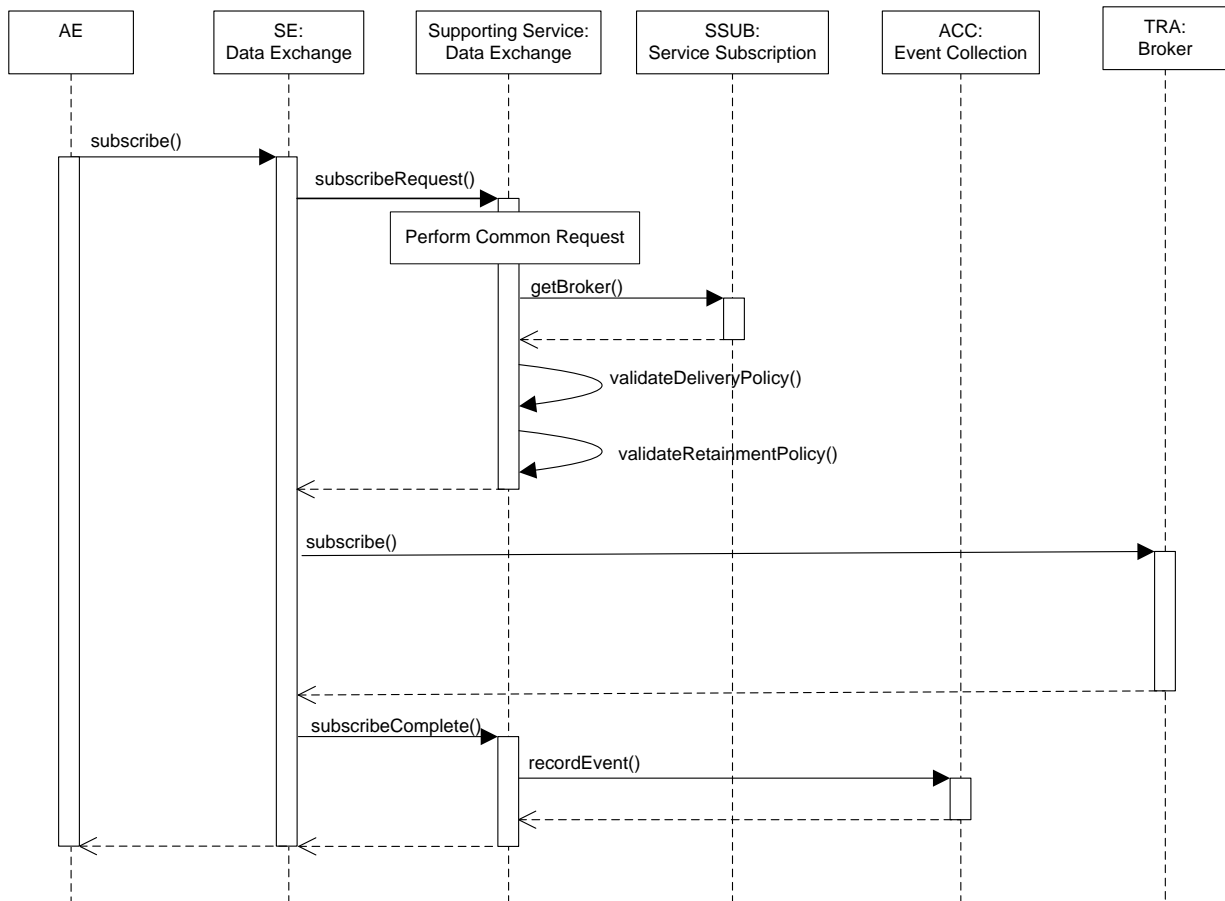 AE
SE:
Data Exchange
Supporting Service:
Data Exchange
SSUB:
Service Subscription
ACC:
Event Collection
TRA:
Broker
subscribe()
subscribeRequest()
Perform Common Request
getBroker()
validateDeliveryPolicy()
validateRetainmentPolicy()
subscribe()
subscribeComplete()
recordEvent()